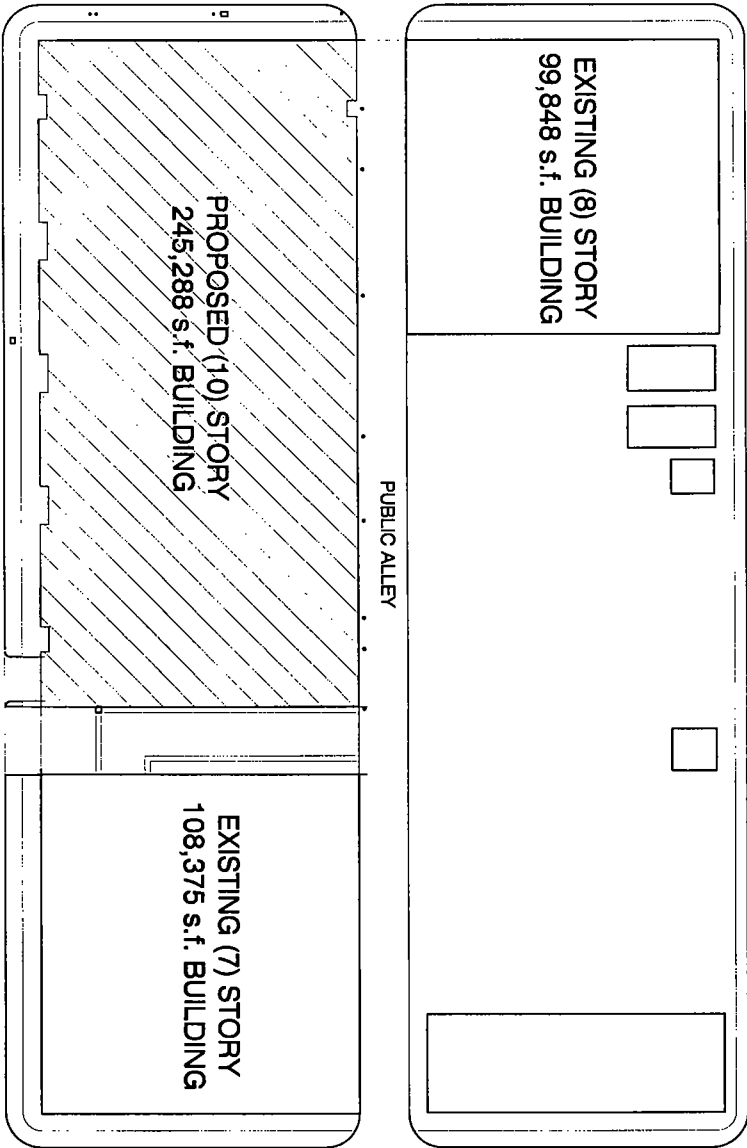 EXISTING (8) STORY
99,848 s.f. BUILDING
PROPOSED (10) STORY
245,288 s.f. BUILDING
PUBLIC ALLEY
EXISTING (7) STORY
108,375 s.f. BUILDING